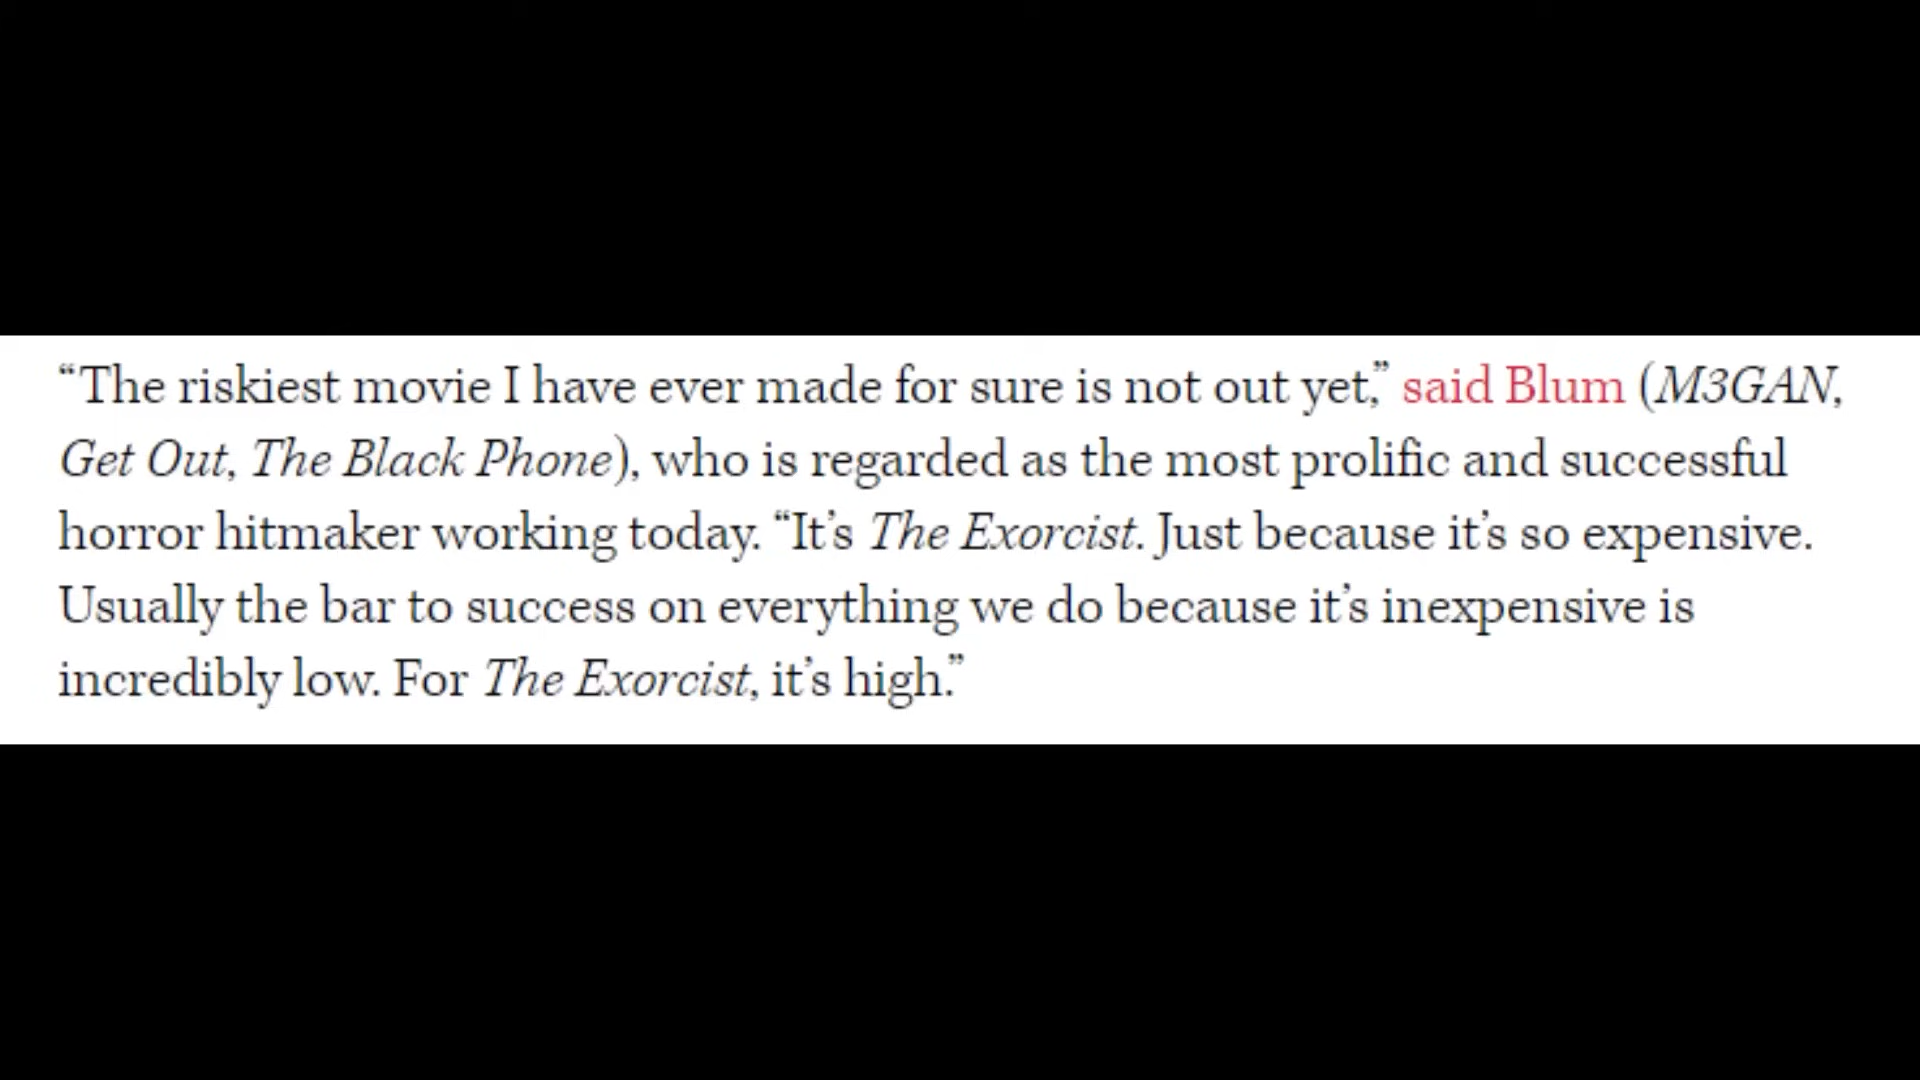 “The riskiest movie I have ever made for sure is not out yet,” said Blum (M3GAN,
Get Out, The Black Phone), who is regarded as the most prolific and successful
horror hitmaker working today. “It’s The Exorcist. Just because it’s so expensive.
Usually the bar to success on everything we do because it’s inexpensive is
incredibly low. For The Exorcist, it’s high.”